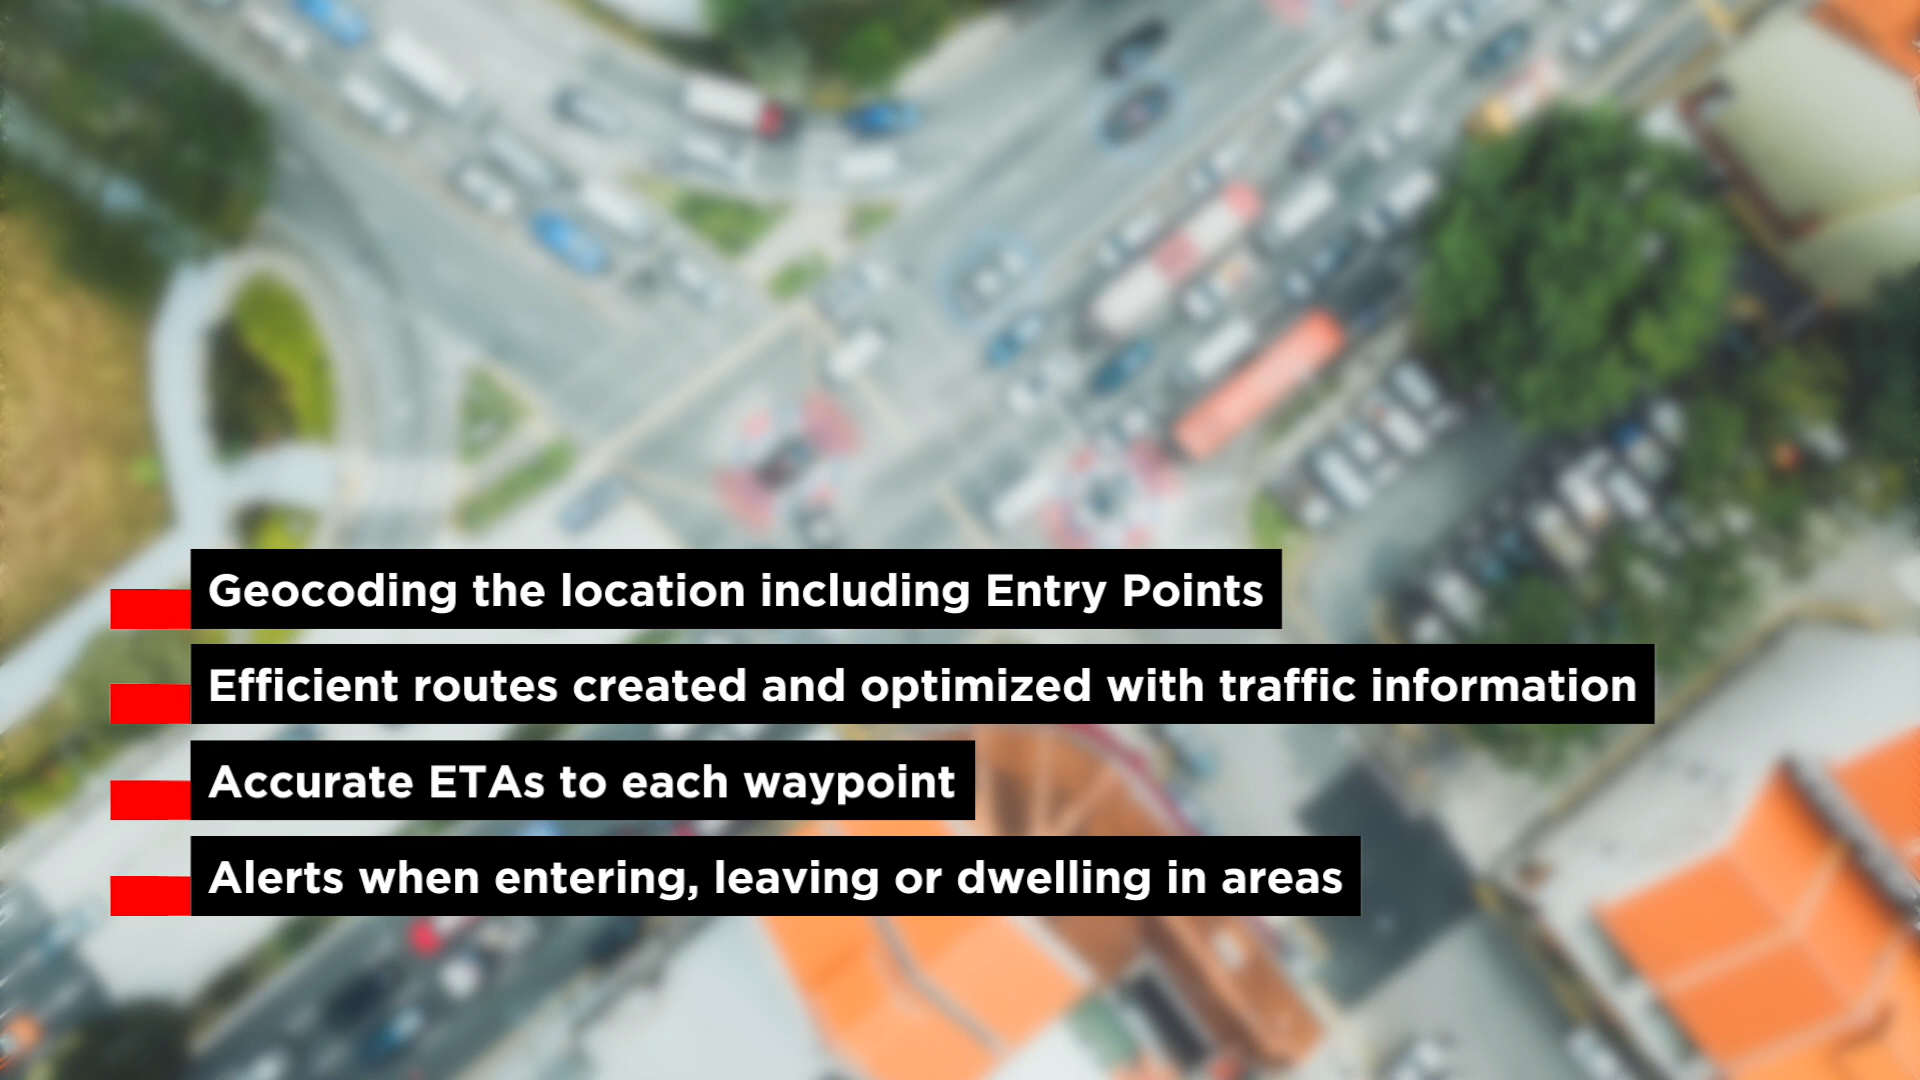 Geocoding the location including Entry Points
Efficient routes created and optimized with traffic information
Accurate ETAs to each waypoint
Alerts when entering, leaving or dwelling in areas